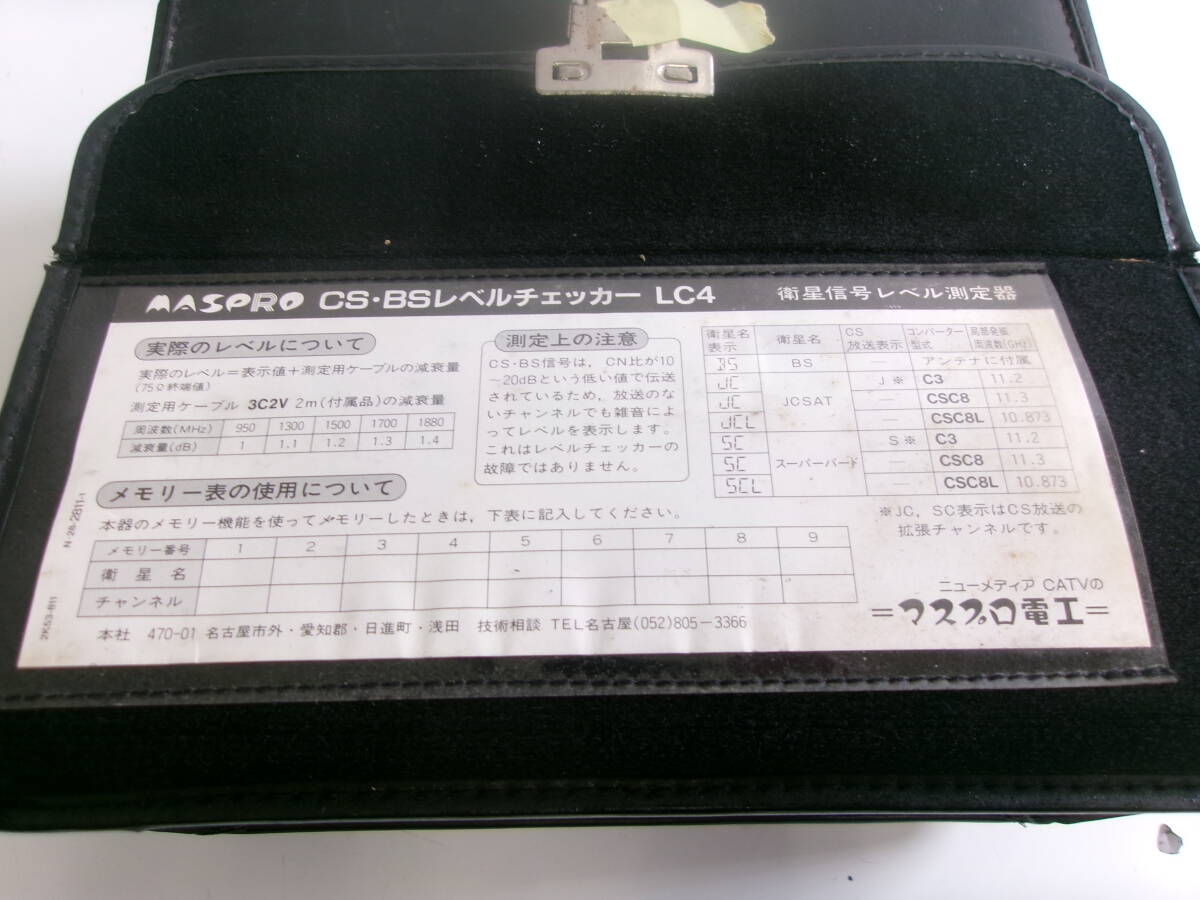 MASPRO CS・BSレベルチェッカー LC4 衛星信号レベル測定器
実際のレベルについて
実際のレベル＝表示値＋測定用ケーブルの減衰量
(75Ω終端値)
測定用ケーブル 3C2V 2m(付属品)の減衰量
周波数(MHz) 950 1300 1500 1700 1880
減衰量(dB) 1 1.1 1.2 1.3 1.4
測定上の注意
CS・BS信号は，CN比が10
～20dBという低い値で伝送
されているため，放送のな
いチャンネルでも雑音によ
ってレベルを表示します。
これはレベルチェッカーの
故障ではありません。
衛星名表示 衛星名 CS放送表示 コンバーター型式 局部発振周波数(GHz)
BS BS — アンテナに付属
JC JCSAT J※ C3 11.2
JC — CSC8 11.3
JCL — CSC8L 10.873
SC スーパーバード S※ C3 11.2
SC — CSC8 11.3
SCL — CSC8L 10.873
※JC，SC表示はCS放送の
拡張チャンネルです。
メモリー表の使用について
本器のメモリー機能を使ってメモリーしたときは，下表に記入してください。
メモリー番号 1 2 3 4 5 6 7 8 9
衛星名
チャンネル
本社 470-01 名古屋市外・愛知郡・日進町・浅田 技術相談 TEL名古屋(052)805－3366
ニューメディア CATVの
＝マスプロ電工＝
N-28-2811-1
2K53-811